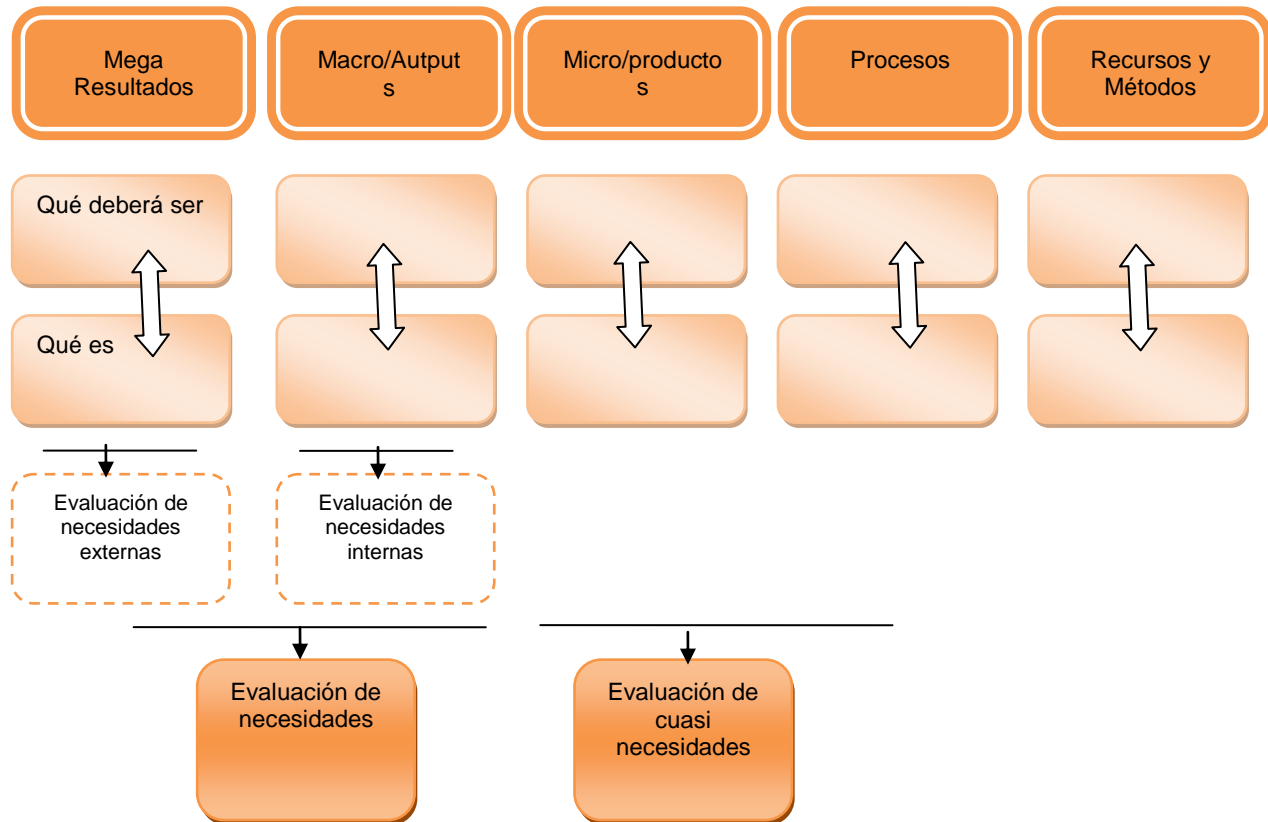 Mega
Resultados
Macro/Autput
s
Micro/producto
s
Procesos
Recursos y
Métodos
Qué deberá ser
Qué es
Evaluación de
necesidades
externas
Evaluación de
necesidades
internas
Evaluación de
necesidades
Evaluación de
cuasi
necesidades